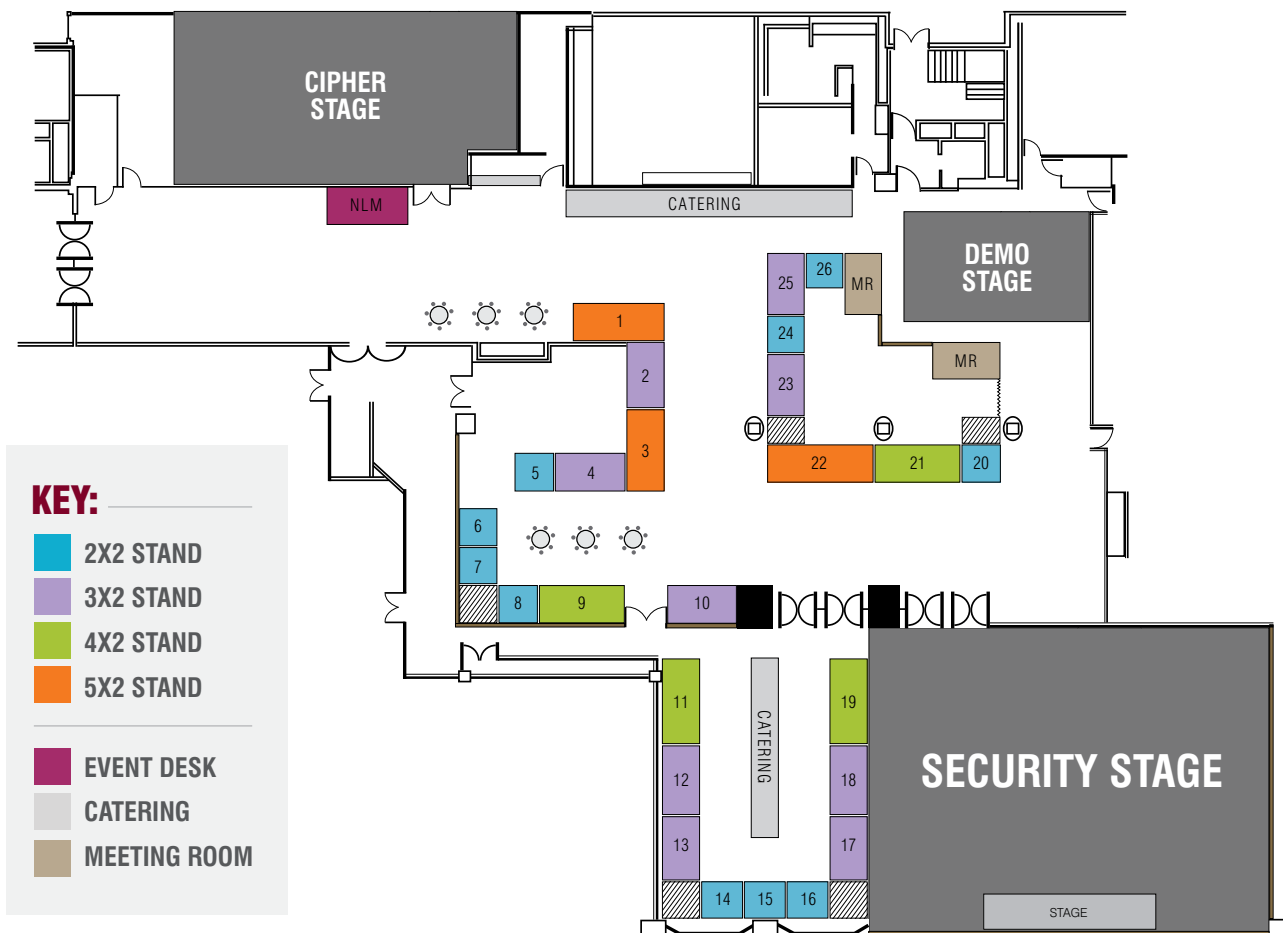 CIPHER
STAGE
NLM
CATERING
DEMO
STAGE
25
26
MR
1
24
2
MR
23
3
5
4
22
21
20
6
7
8
9
10
KEY:
2X2 STAND
3X2 STAND
4X2 STAND
5X2 STAND
EVENT DESK
CATERING
MEETING ROOM
11
CATERING
19
12
18
13
17
14
15
16
SECURITY STAGE
STAGE